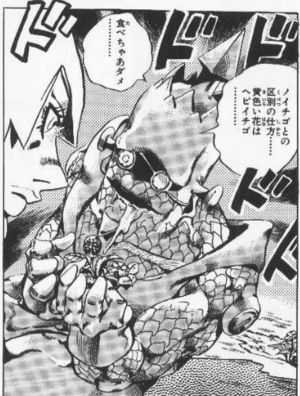 ノイチゴとの
区別の仕方
……………
黄色い花は
ヘビイチゴ
食べちゃあダメ
…………
ドドド
ドド